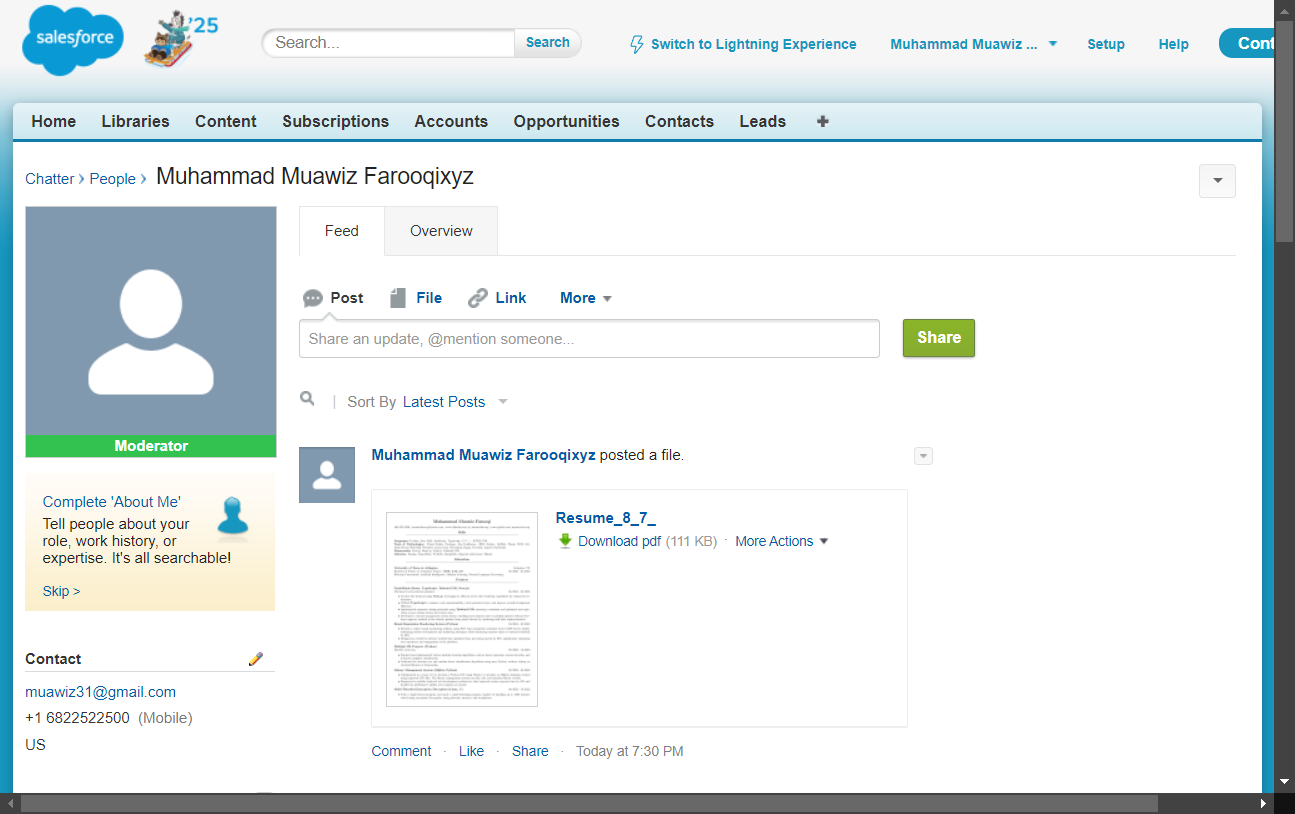 salesforce
'25
Search...
Search
Switch to Lightning Experience
Muhammad Muawiz ...
Setup
Help
Cont
Home
Libraries
Content
Subscriptions
Accounts
Opportunities
Contacts
Leads
Chatter › People › Muhammad Muawiz Farooqixyz
Moderator
Complete 'About Me'
Tell people about your
role, work history, or
expertise. It's all searchable!
Skip >
Contact
muawiz31@gmail.com
+1 6822522500 (Mobile)
US
Feed
Overview
Post
File
Link
More
Share an update, @mention someone...
Share
Sort By Latest Posts
Muhammad Muawiz Farooqixyz posted a file.
Resume_8_7_
Download pdf (111 KB) · More Actions
Comment · Like · Share · Today at 7:30 PM